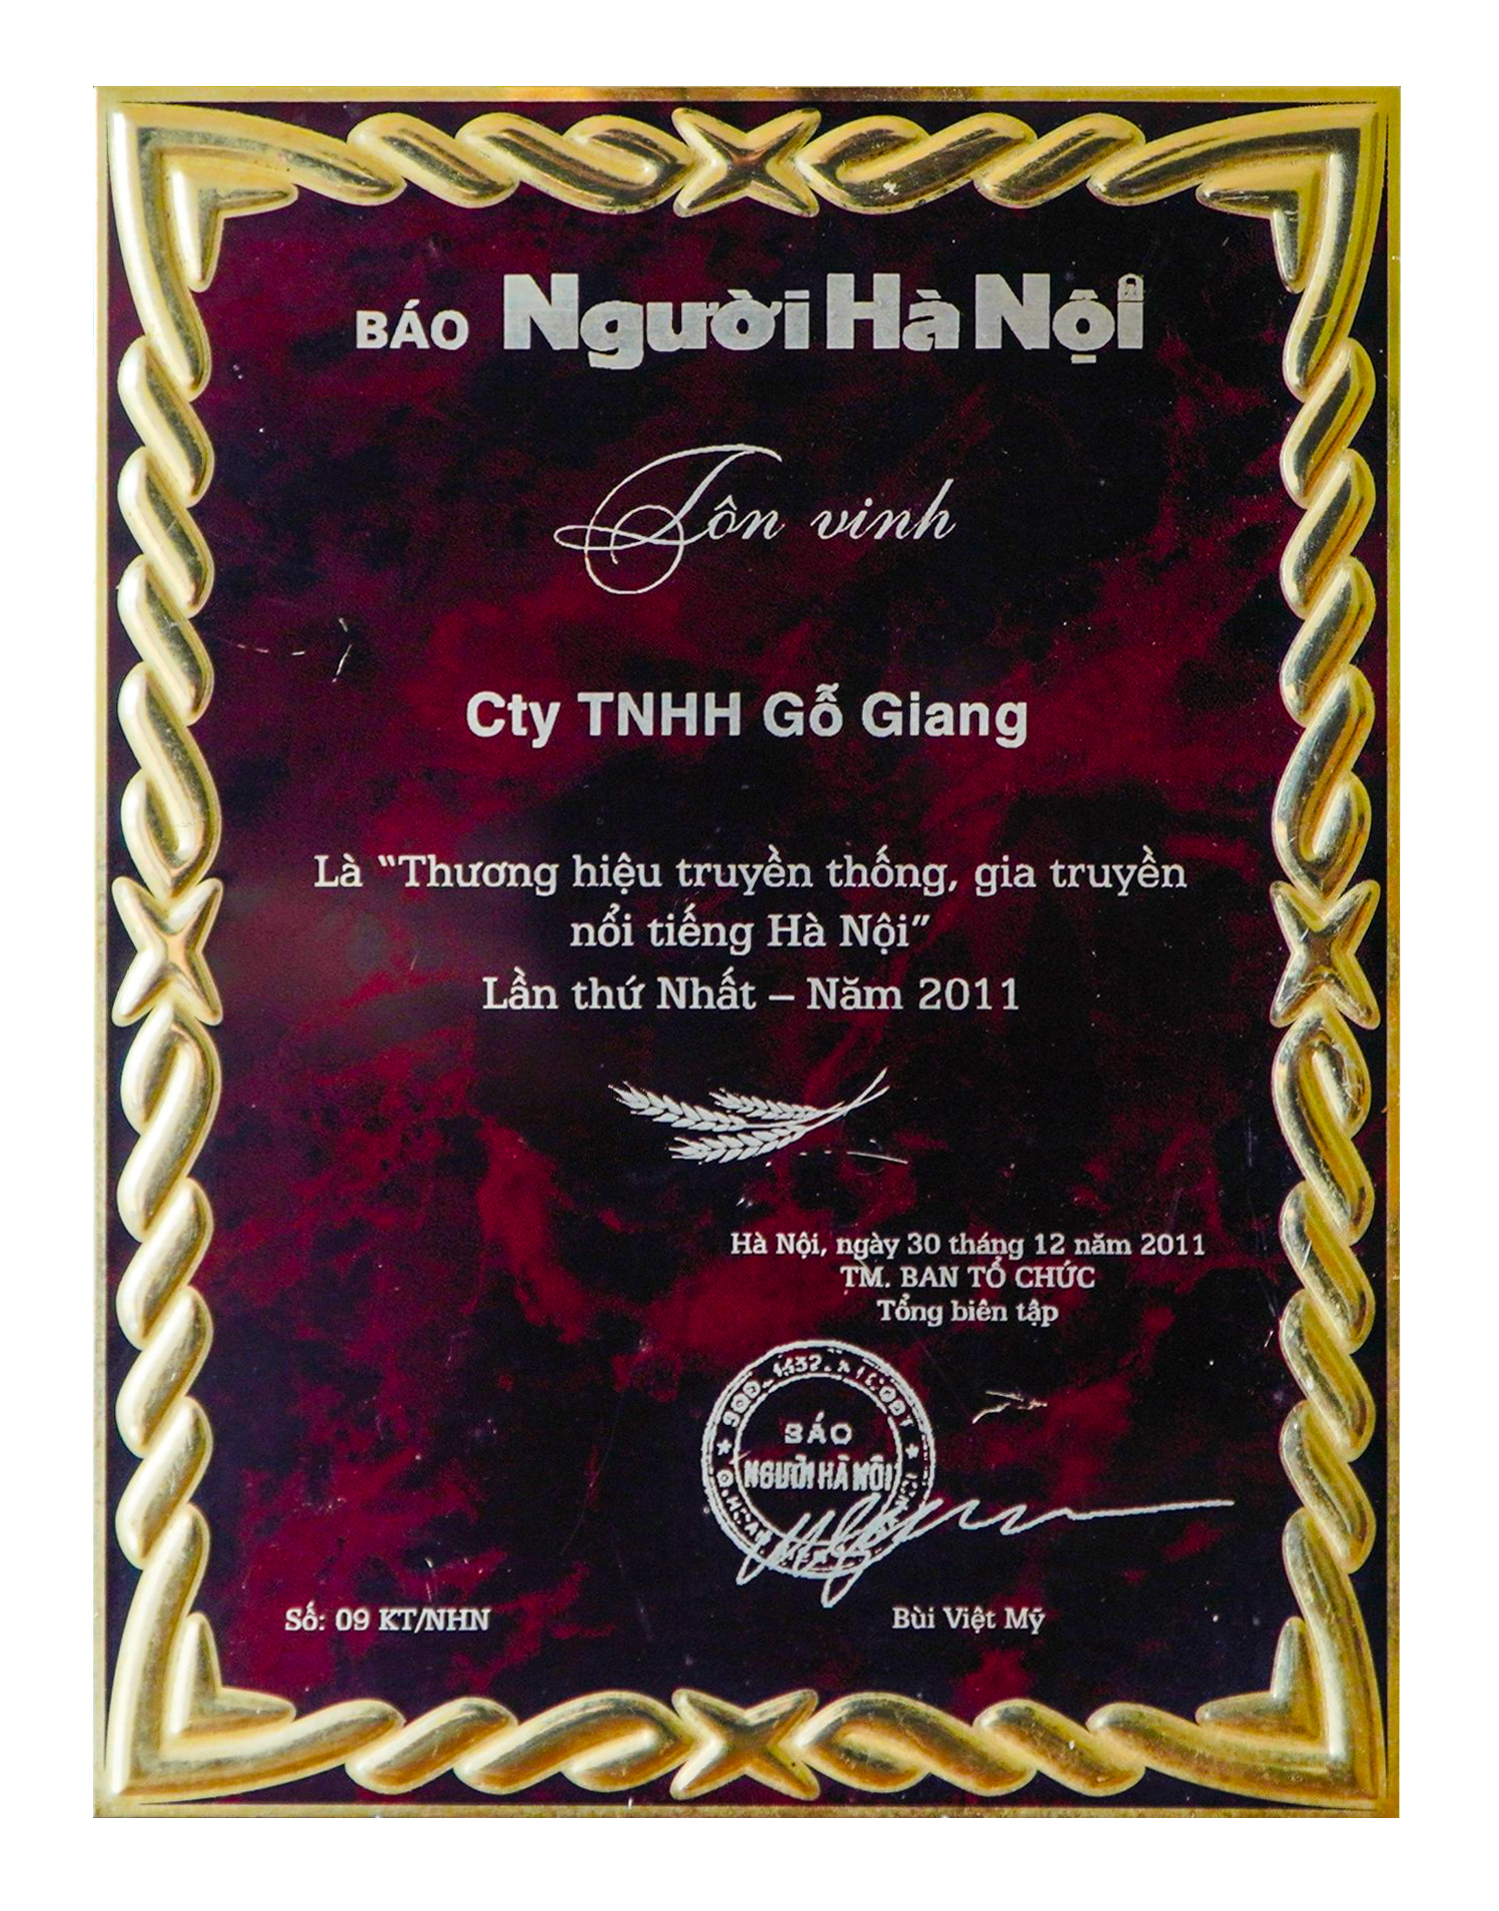 BÁO Người Hà Nội
Tôn vinh
Cty TNHH Gỗ Giang
Là “Thương hiệu truyền thống, gia truyền
nổi tiếng Hà Nội”
Lần thứ Nhất – Năm 2011
Hà Nội, ngày 30 tháng 12 năm 2011
TM. BAN TỔ CHỨC
Tổng biên tập
BÁO
NGƯỜI HÀ NỘI
Số: 09 KT/NHN
Bùi Việt Mỹ